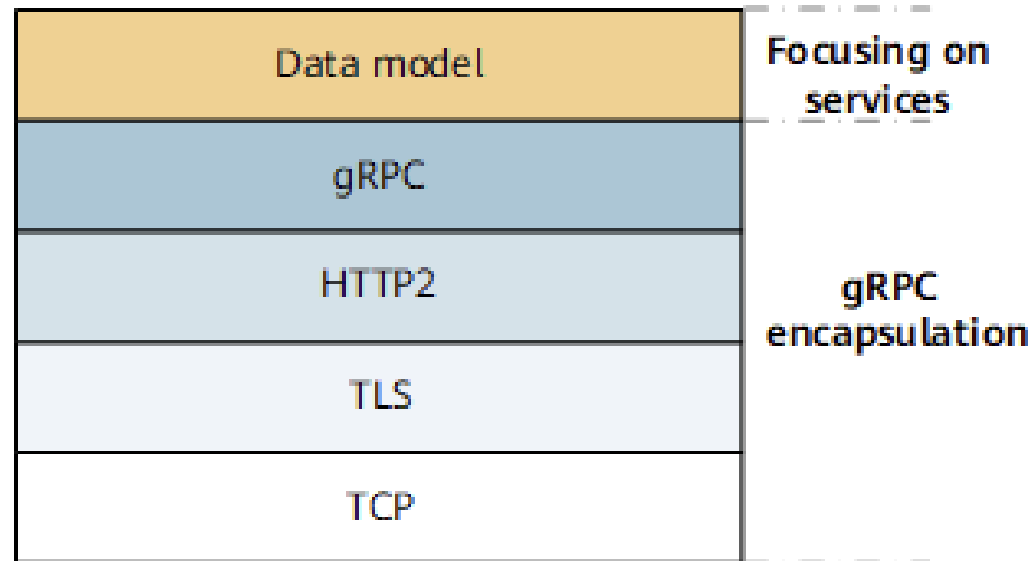 Data model
Focusing on
services
gRPC
HTTP2
gRPC
encapsulation
TLS
TCP